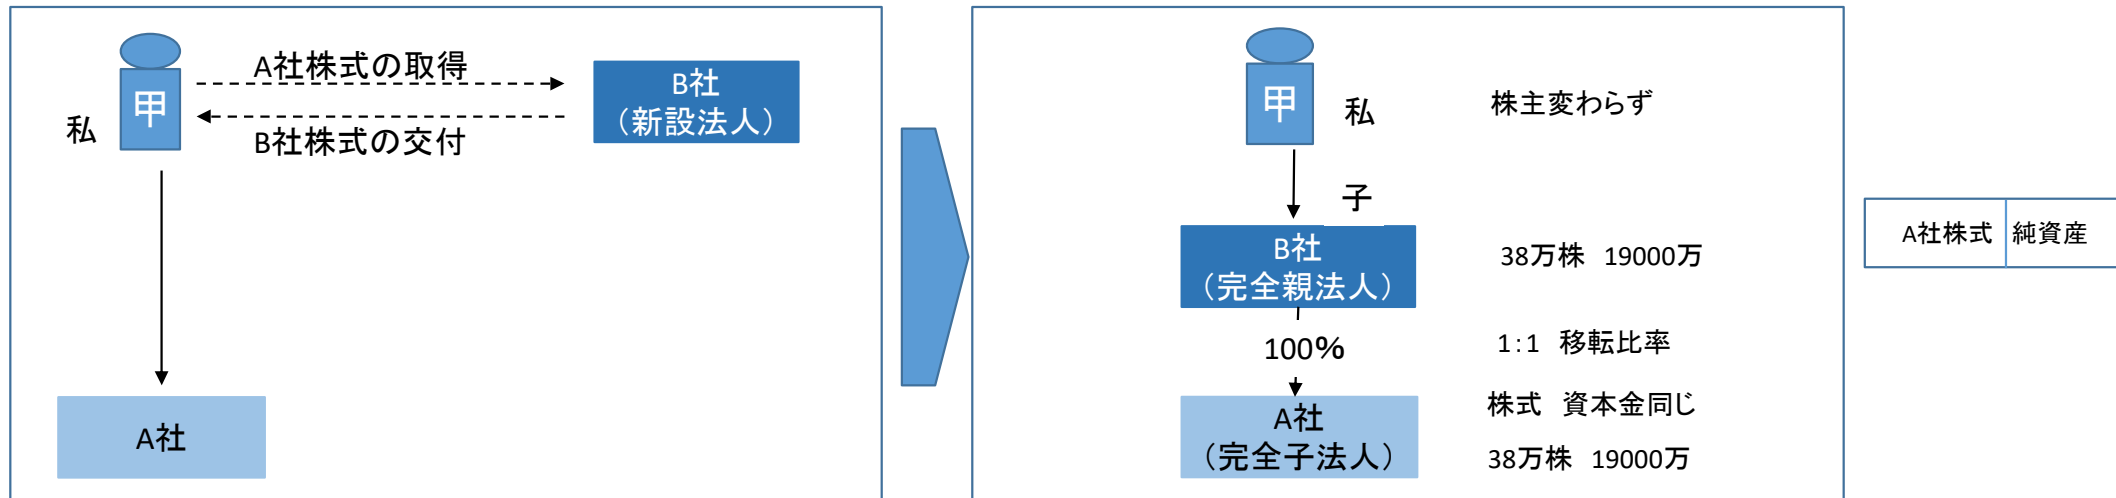 私
甲
A社株式の取得
B社株式の交付
B社
(新設法人)
A社
甲
私
株主変わらず
子
B社
(完全親法人)
38万株 19000万
100%
1:1 移転比率
A社
(完全子法人)
株式 資本金同じ
38万株 19000万
A社株式
純資産